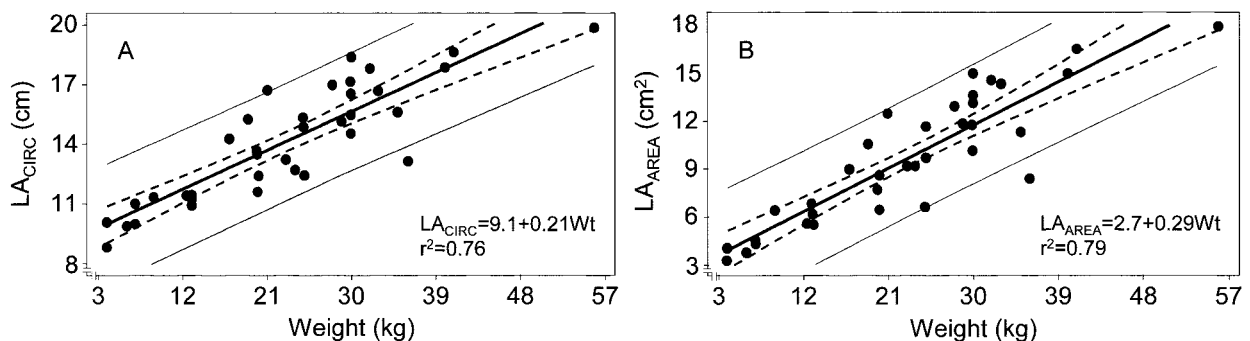 A
LA_CIRC (cm)
20
17
14
11
8
LA_CIRC=9.1+0.21Wt
r²=0.76
3 12 21 30 39 48 57
Weight (kg)
B
LA_AREA (cm²)
18
15
12
9
6
3
LA_AREA=2.7+0.29Wt
r²=0.79
3 12 21 30 39 48 57
Weight (kg)